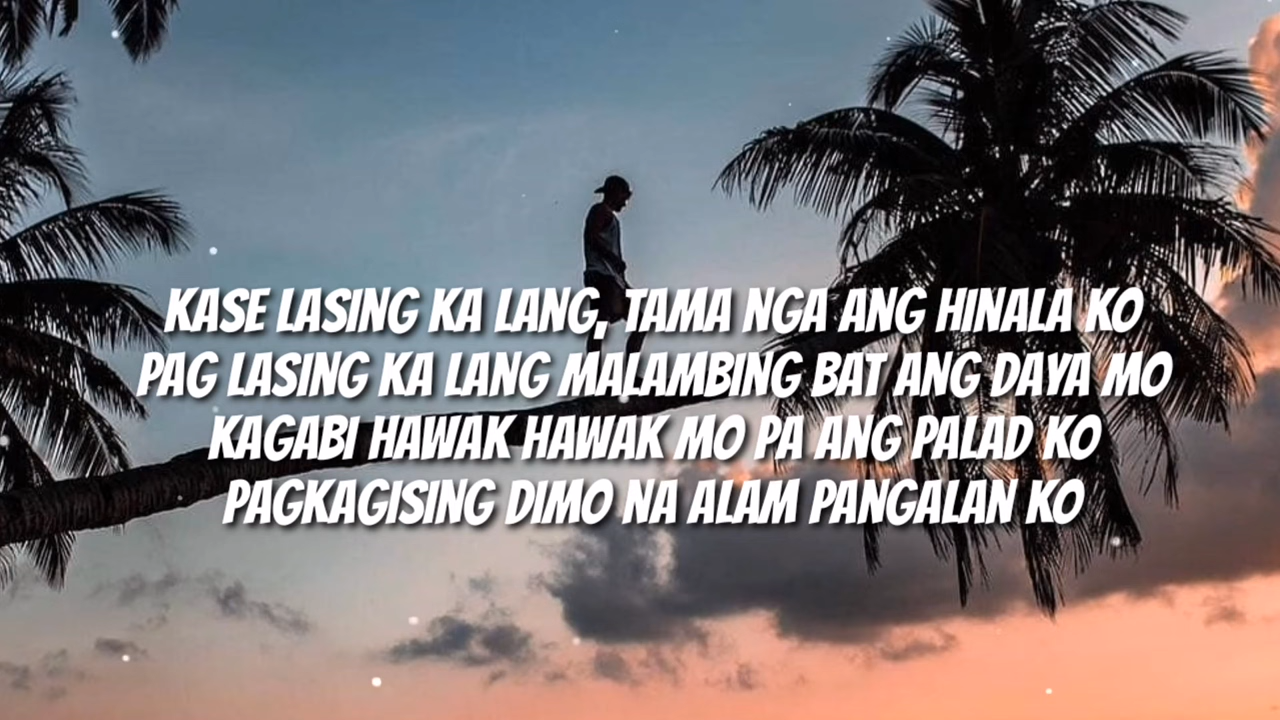 KASE LASING KA LANG, TAMA NGA ANG HINALA KO
PAG LASING KA LANG MALAMBING BAT ANG DAYA MO
KAGABI HAWAK HAWAK MO PA ANG PALAD KO
PAGKAGISING DIMO NA ALAM PANGALAN KO